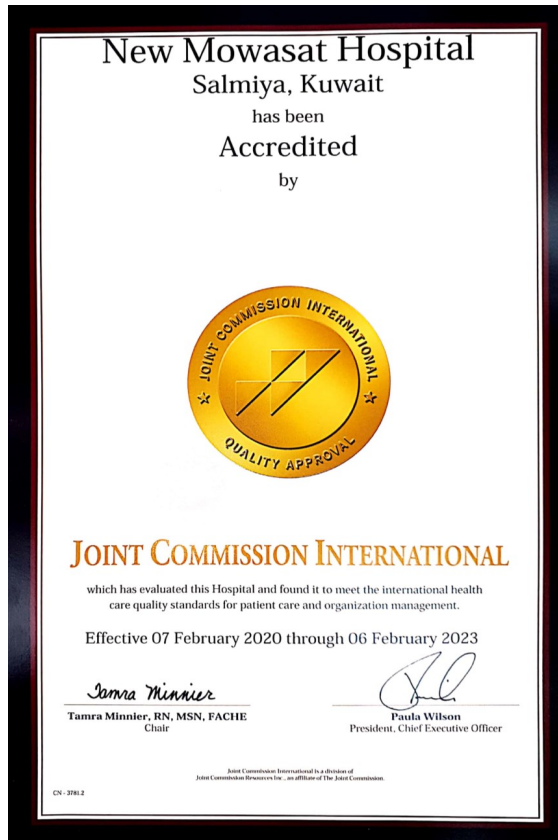 New Mowasat Hospital
Salmiya, Kuwait
has been
Accredited
by
JOINT COMMISSION INTERNATIONAL
QUALITY APPROVAL
JOINT COMMISSION INTERNATIONAL
which has evaluated this Hospital and found it to meet the international health
care quality standards for patient care and organization management.
Effective 07 February 2020 through 06 February 2023
Tamra Minnier
Tamra Minnier, RN, MSN, FACHE
Chair
Paula Wilson
President, Chief Executive Officer
Joint Commission International is a division of
Joint Commission Resources Inc., an affiliate of The Joint Commission.
CN - 3781.2